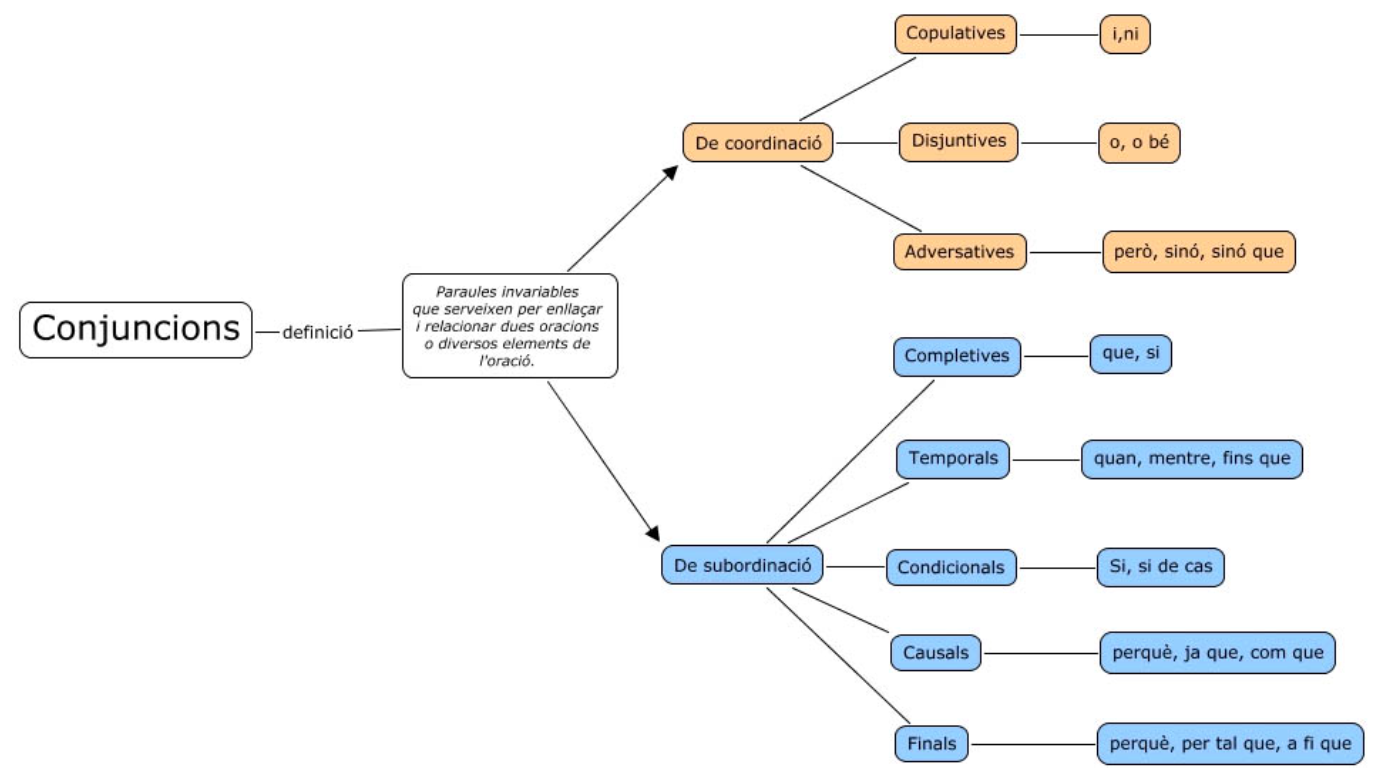 Conjuncions
definició
Paraules invariables
que serveixen per enllaçar
i relacionar dues oracions
o diversos elements de
l'oració.
De coordinació
Copulatives
i,ni
Disjuntives
o, o bé
Adversatives
però, sinó, sinó que
De subordinació
Completives
que, si
Temporals
quan, mentre, fins que
Condicionals
Si, si de cas
Causals
perquè, ja que, com que
Finals
perquè, per tal que, a fi que